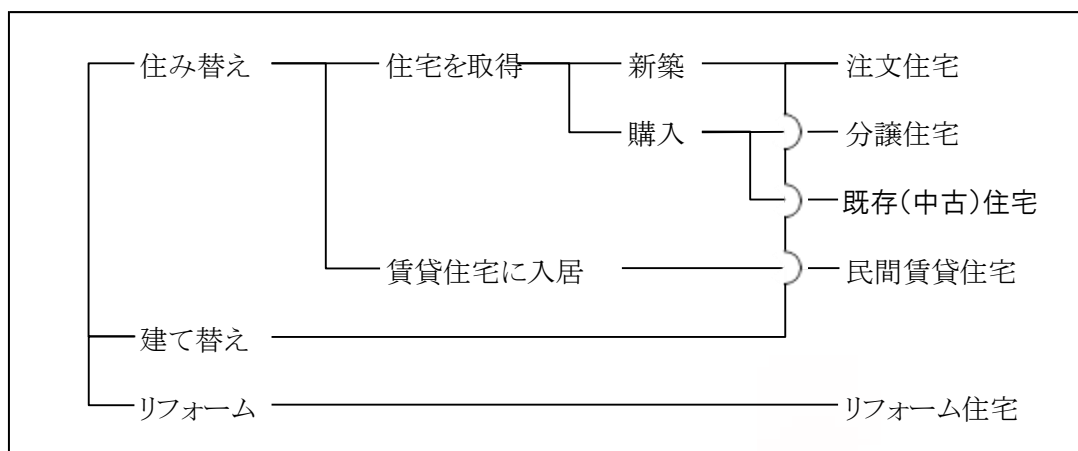 住み替え 住宅を取得 新築 注文住宅
購入 分譲住宅
既存(中古)住宅
賃貸住宅に入居 民間賃貸住宅
建て替え
リフォーム リフォーム住宅